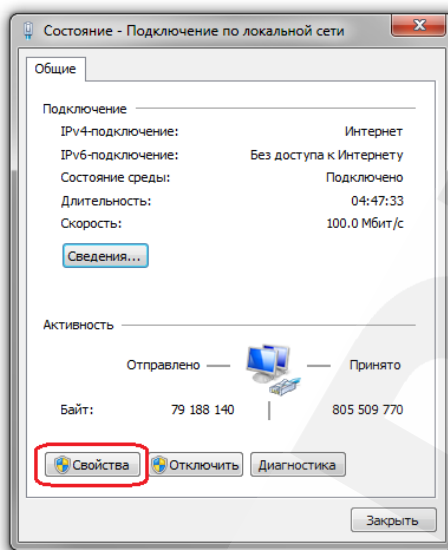 Состояние - Подключение по локальной сети
Общие
Подключение
IPv4-подключение: Интернет
IPv6-подключение: Без доступа к Интернету
Состояние среды: Подключено
Длительность: 04:47:33
Скорость: 100.0 Мбит/с
Сведения...
Активность
Отправлено — — Принято
Байт: 79 188 140 805 509 770
Свойства Отключить Диагностика
Закрыть